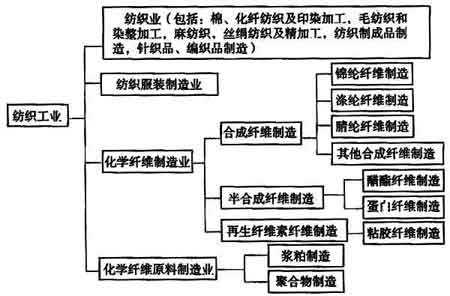 纺织业(包括:棉、化纤纺织及印染加工,毛纺织和
染整加工,麻纺织、丝绢纺织及精加工,纺织制成品制
造,针织品、编织品制造)
纺织服装制造业
纺织工业
化学纤维制造业
合成纤维制造
锦纶纤维制造
涤纶纤维制造
腈纶纤维制造
其他合成纤维制造
半合成纤维制造
醋酯纤维制造
蛋门纤维制造
再生纤维素纤维制造
粘胶纤维制造
化学纤维原料制造业
浆粕制造
聚合物制造